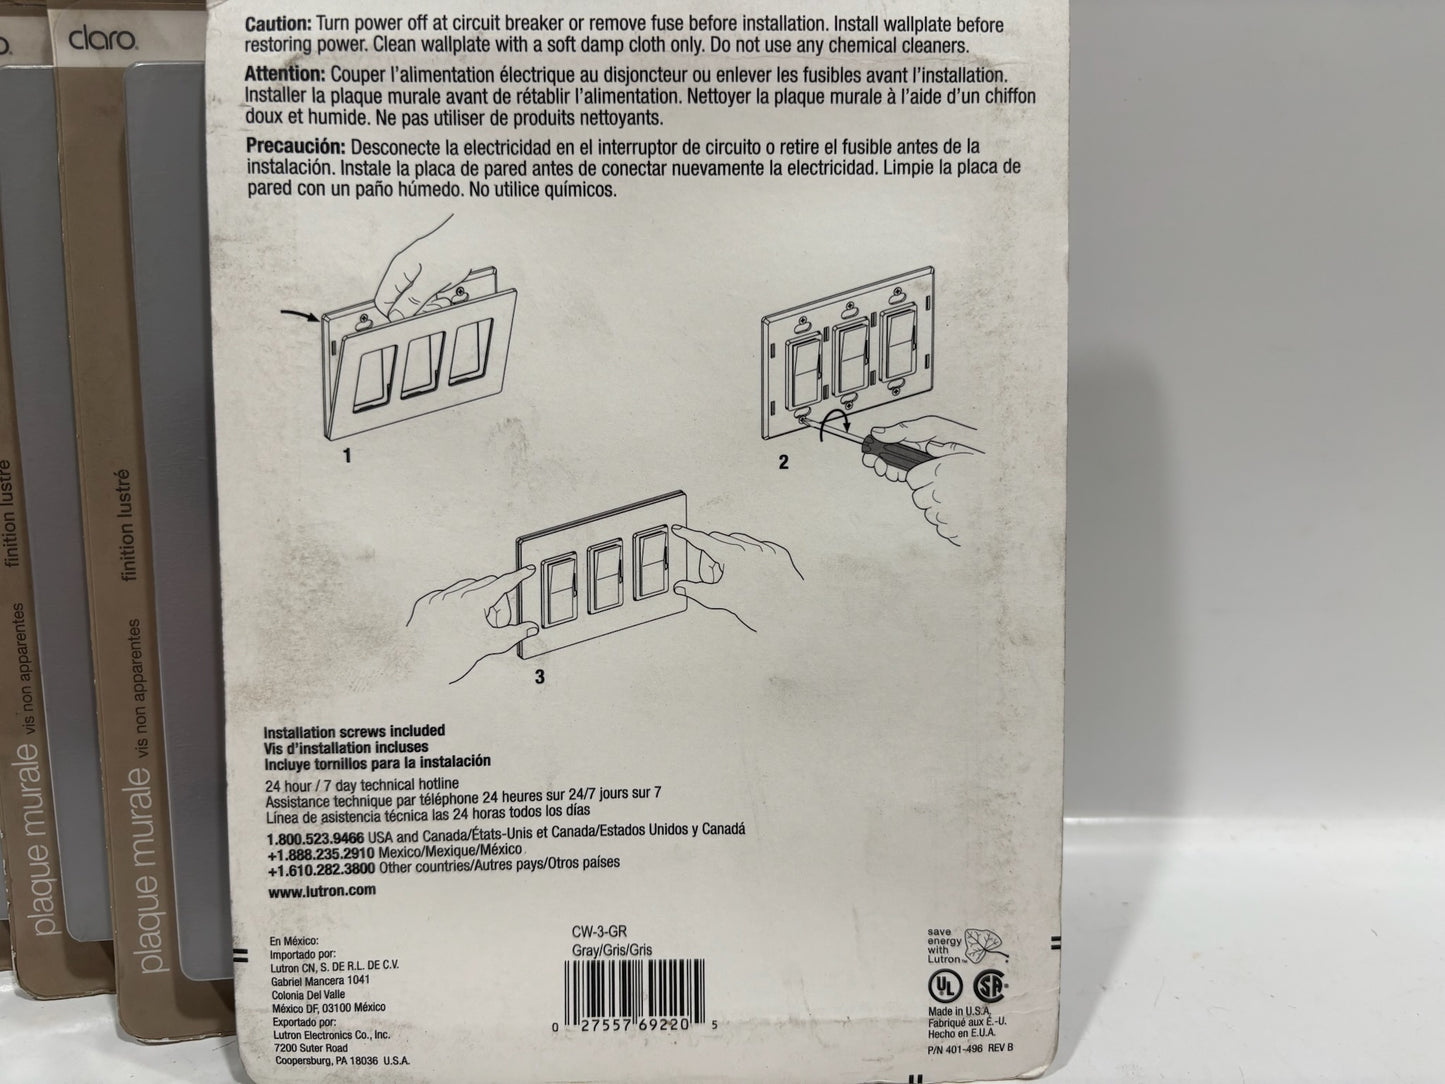 Caution: Turn power off at circuit breaker or remove fuse before installation. Install wallplate before
restoring power. Clean wallplate with a soft damp cloth only. Do not use any chemical cleaners.
Attention: Couper l'alimentation électrique au disjoncteur ou enlever les fusibles avant l'installation.
Installer la plaque murale avant de rétablir l'alimentation. Nettoyer la plaque murale à l'aide d'un chiffon
doux et humide. Ne pas utiliser de produits nettoyants.
Precaución: Desconecte la electricidad en el interruptor de circuito o retire el fusible antes de la
instalación. Instale la placa de pared antes de conectar nuevamente la electricidad. Limpie la placa de
pared con un paño húmedo. No utilice químicos.
1
2
3
Installation screws included
Vis d'installation incluses
Incluye tornillos para la instalación
24 hour / 7 day technical hotline
Assistance technique par téléphone 24 heures sur 24/7 jours sur 7
Línea de asistencia técnica las 24 horas todos los días
1.800.523.9466 USA and Canada/États-Unis et Canada/Estados Unidos y Canadá
+1.888.235.2910 Mexico/Mexique/México
+1.610.282.3800 Other countries/Autres pays/Otros países
www.lutron.com
En México:
Importado por:
Lutron CN, S. DE R.L. DE C.V.
Gabriel Mancera 1041
Colonia Del Valle
México DF, 03100 México
Exportado por:
Lutron Electronics Co., Inc.
7200 Suter Road
Coopersburg, PA 18036 U.S.A.
CW-3-GR
Gray/Gris/Gris
0 27557 69220 5
save
energy
with
Lutron™
UL
SA
Made in U.S.A.
Fabriqué aux É.-U.
Hecho en E.U.A.
P/N 401-496 REV B
claro®
plaque murale vis non apparentes finition lustré
plaque murale vis non apparentes finition lustré